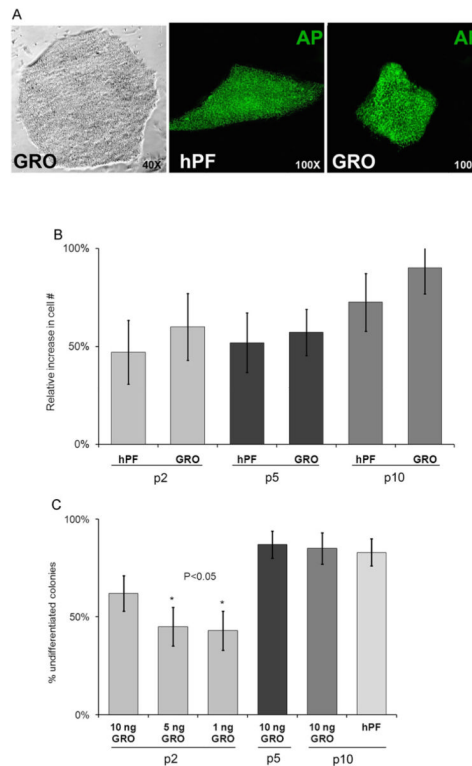 A
GRO 40X
AP
hPF 100X
GRO
B
Relative increase in cell #
100%
50%
0%
hPF GRO hPF GRO hPF GRO
p2 p5 p10
C
% undifferentiated colonies
100%
50%
0%
P<0.05
* *
10 ng 5 ng 1 ng 10 ng 10 ng hPF
GRO GRO GRO GRO GRO
p2 p5 p10